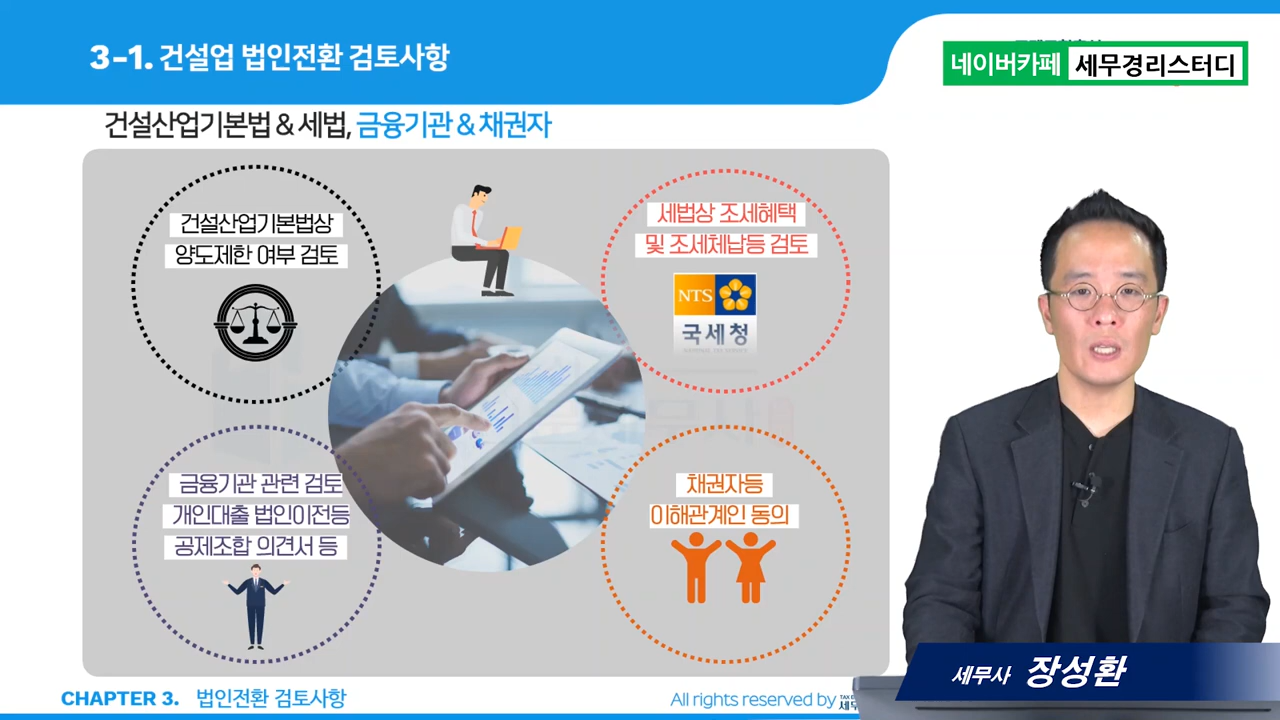 3-1. 건설업 법인전환 검토사항
네이버카페 세무경리스터디
건설산업기본법 & 세법, 금융기관 & 채권자
건설산업기본법상
양도제한 여부 검토
세법상 조세혜택
및 조세체납등 검토
NTS
국세청
금융기관 관련 검토
개인대출 법인이전등
공제조합 의견서 등
채권자등
이해관계인 동의
세무사 장성환
CHAPTER 3. 법인전환 검토사항
All rights reserved by